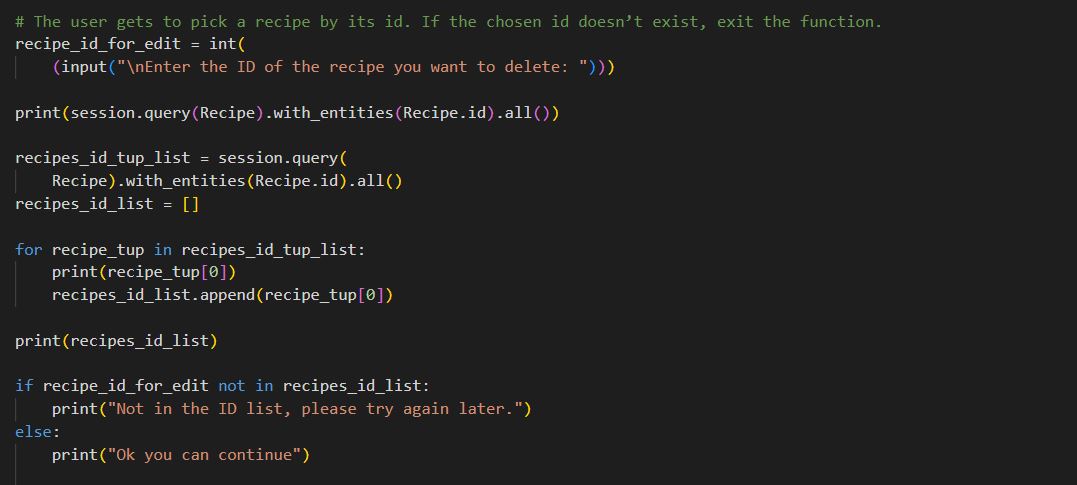 # The user gets to pick a recipe by its id. If the chosen id doesn’t exist, exit the function.
recipe_id_for_edit = int(
    (input("\nEnter the ID of the recipe you want to delete: ")))

print(session.query(Recipe).with_entities(Recipe.id).all())

recipes_id_tup_list = session.query(
    Recipe).with_entities(Recipe.id).all()
recipes_id_list = []

for recipe_tup in recipes_id_tup_list:
    print(recipe_tup[0])
    recipes_id_list.append(recipe_tup[0])

print(recipes_id_list)

if recipe_id_for_edit not in recipes_id_list:
    print("Not in the ID list, please try again later.")
else:
    print("Ok you can continue")